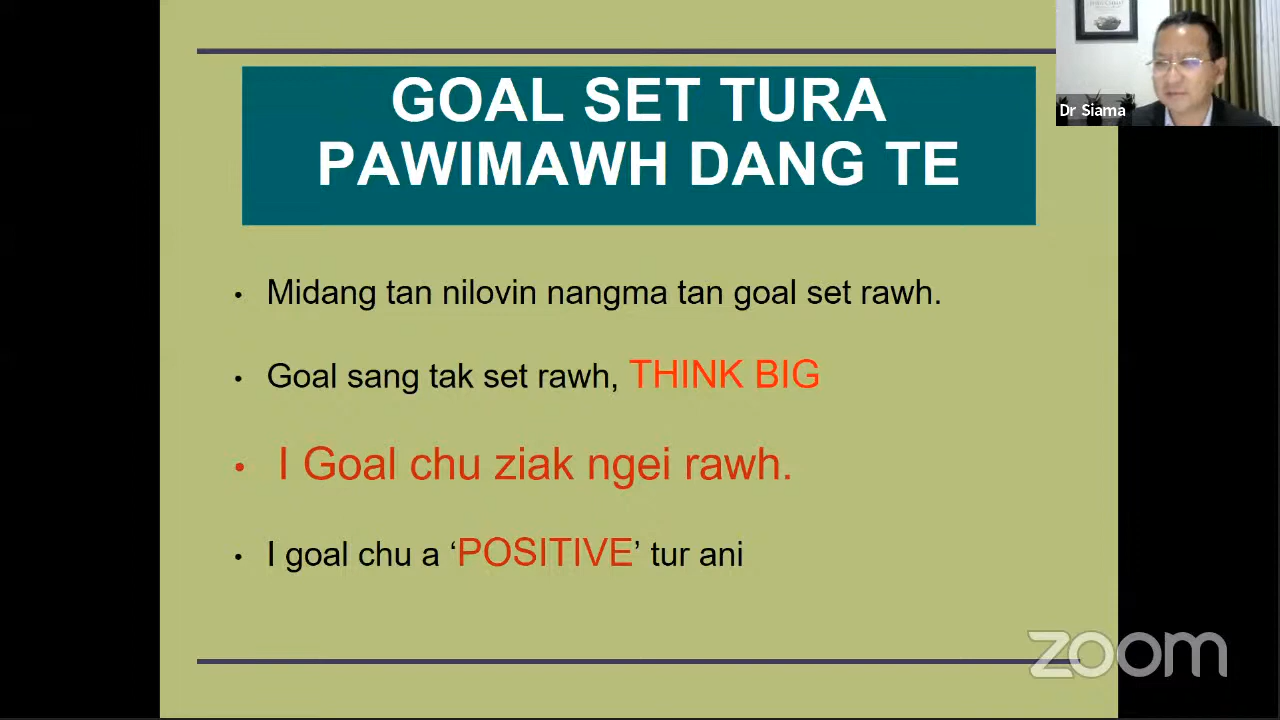 GOAL SET TURA
PAWIMAWH DANG TE
Dr Siama
• Midang tan nilovin nangma tan goal set rawh.
• Goal sang tak set rawh, THINK BIG
• I Goal chu ziak ngei rawh.
• I goal chu a ‘POSITIVE’ tur ani
zoom